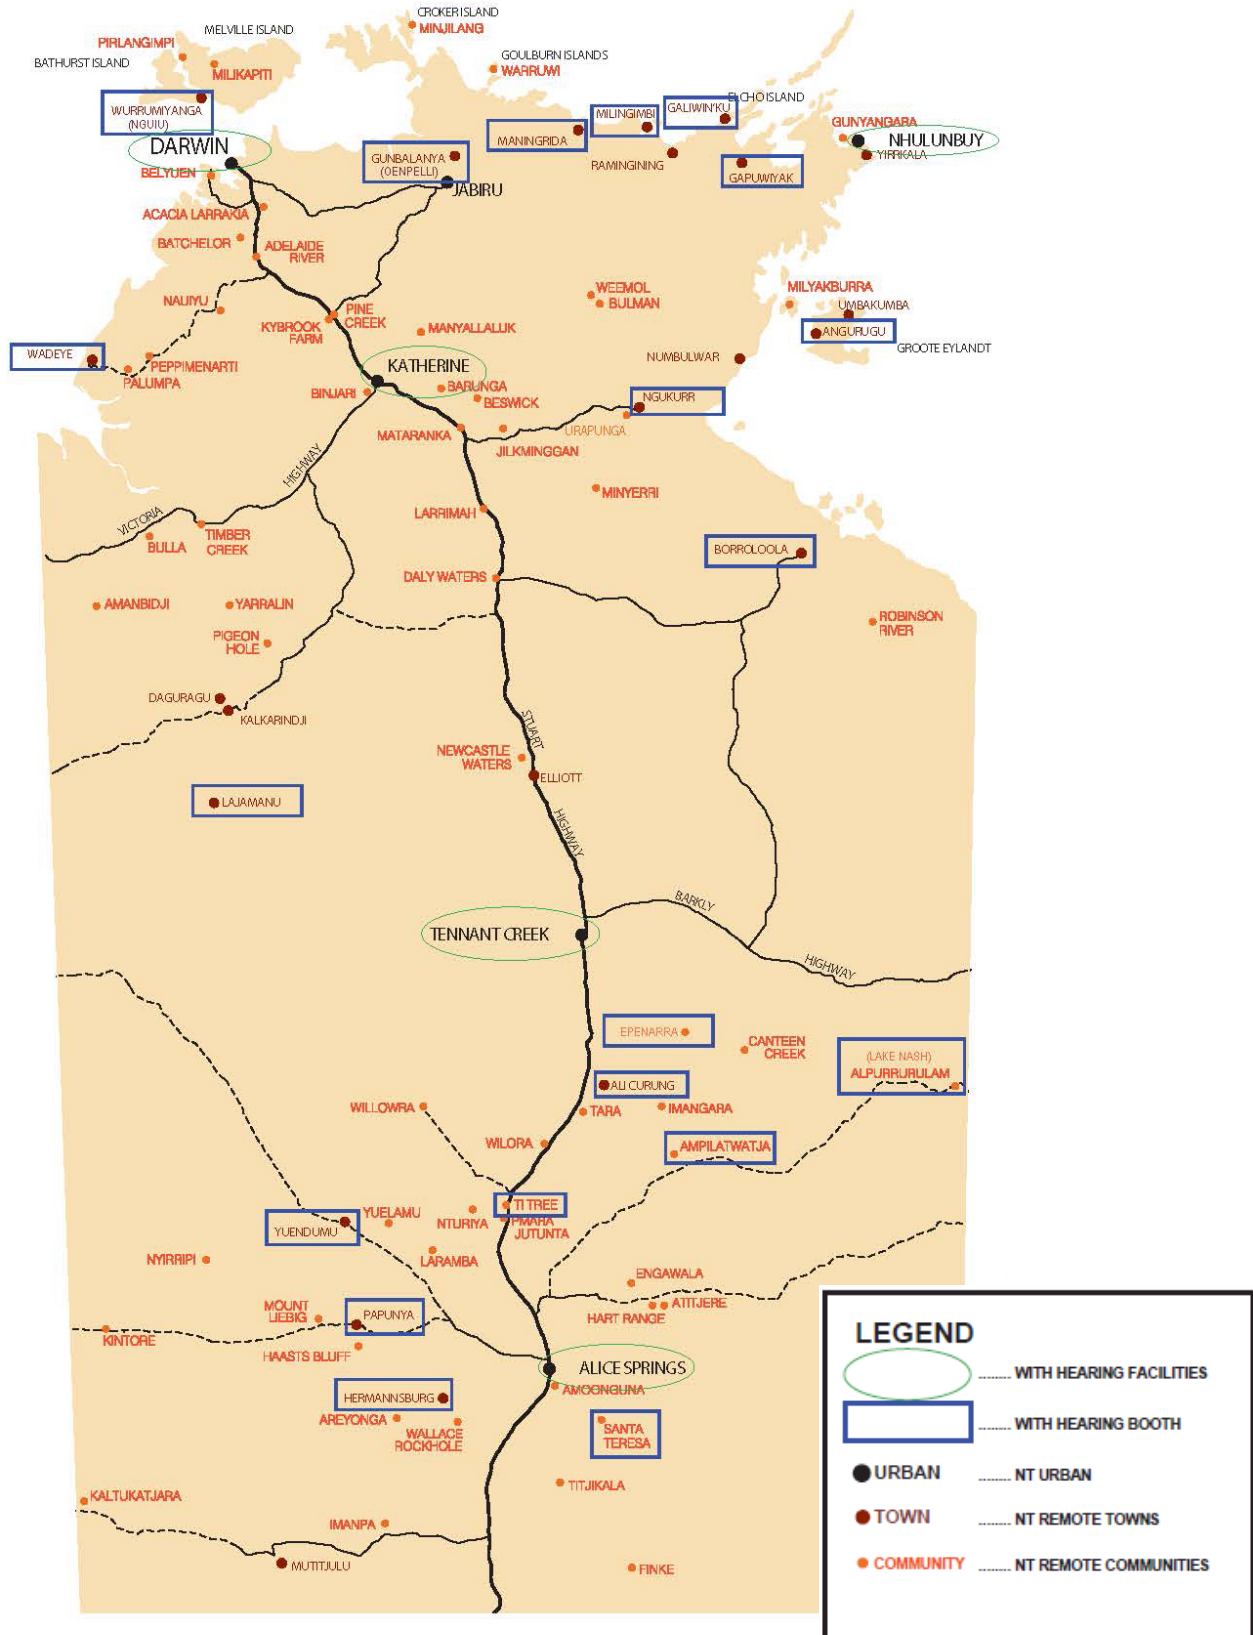 CROKER ISLAND
MINJILANG
MELVILLE ISLAND
PIRLANGIMPI
BATHURST ISLAND
MILIKAPITI
GOULBURN ISLANDS
WARRUWI
WURRUMIYANGA
(NGUIU)
ELCHO ISLAND
GALIWIN'KU
MILINGIMBI
MANINGRIDA
GUNYANGARA
NHULUNBUY
YIRRKALA
DARWIN
GUNBALANYA
(OENPELLI)
RAMINGINING
GAPUWIYAK
BELYUEN
JABIRU
ACACIA LARRAKIA
BATCHELOR
ADELAIDE
RIVER
NAUIYU
WEEMOL
BULMAN
MILYAKBURRA
UMBAKUMBA
ANGURUGU
GROOTE EYLANDT
PINE
CREEK
KYBROOK
FARM
MANYALLALUK
WADEYE
PEPPIMENARTI
PALUMPA
NUMBULWAR
KATHERINE
BINJARI
BARUNGA
BESWICK
NGUKURR
URAPUNGA
MATARANKA
JILKMINGGAN
HIGHWAY
VICTORIA
MINYERRI
LARRIMAH
TIMBER
CREEK
BULLA
BORROLOOLA
DALY WATERS
AMANBIDJI
YARRALIN
ROBINSON
RIVER
PIGEON
HOLE
DAGURAGU
KALKARINDJI
STUART
NEWCASTLE
WATERS
ELLIOTT
LAJAMANU
HIGHWAY
BARKLY
TENNANT CREEK
HIGHWAY
EPENARRA
CANTEEN
CREEK
(LAKE NASH)
ALPURRURULAM
ALI CURUNG
WILLOWRA
TARA
IMANGARA
WILORA
AMPILATWATJA
TI TREE
YUELAMU
NTURIYA
PMARA
JUTUNTA
YUENDUMU
NYIRRIPI
LARAMBA
ENGAWALA
HART RANGE
ATITJERE
MOUNT
LIEBIG
PAPUNYA
KINTORE
HAASTS BLUFF
ALICE SPRINGS
AMOONGUNA
HERMANNSBURG
AREYONGA
WALLACE
ROCKHOLE
SANTA
TERESA
KALTUKATJARA
TITJIKALA
IMANPA
MUTITJULU
FINKE
LEGEND
......... WITH HEARING FACILITIES
......... WITH HEARING BOOTH
URBAN ......... NT URBAN
TOWN ......... NT REMOTE TOWNS
COMMUNITY ......... NT REMOTE COMMUNITIES